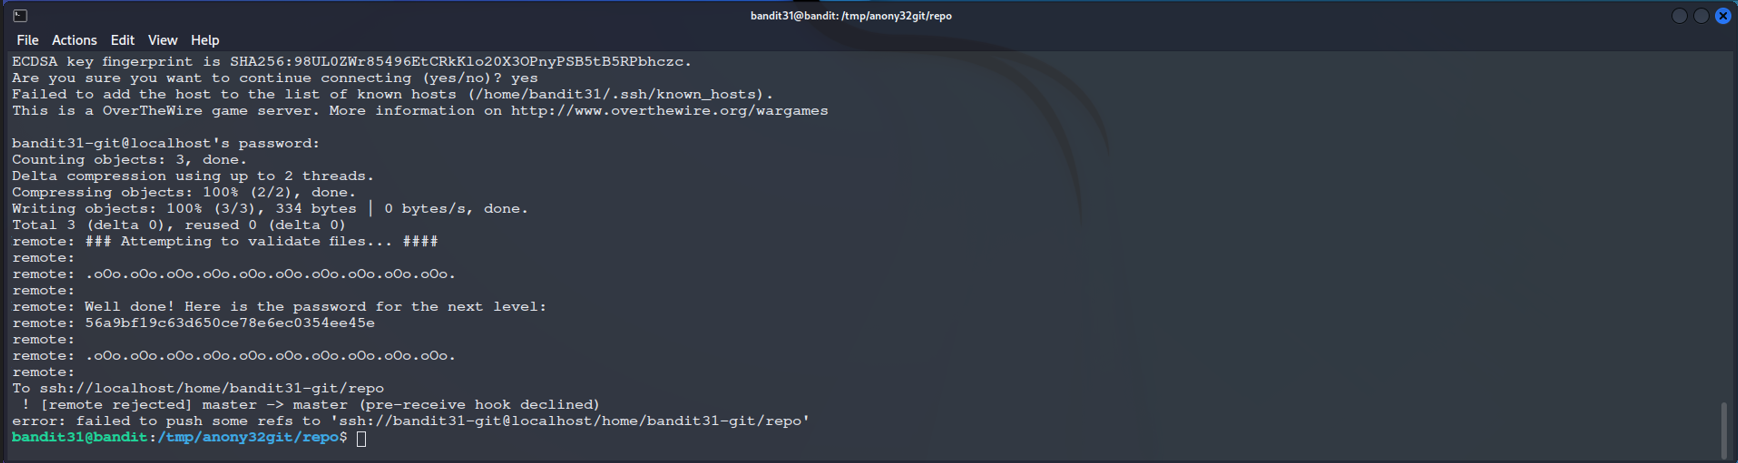 bandit31@bandit: /tmp/anony32git/repo
File Actions Edit View Help
ECDSA key fingerprint is SHA256:98UL0ZWr85496EtCRkKlo20X3OPnyPSB5tB5RPbhczc.
Are you sure you want to continue connecting (yes/no)? yes
Failed to add the host to the list of known hosts (/home/bandit31/.ssh/known_hosts).
This is a OverTheWire game server. More information on http://www.overthewire.org/wargames
bandit31-git@localhost's password:
Counting objects: 3, done.
Delta compression using up to 2 threads.
Compressing objects: 100% (2/2), done.
Writing objects: 100% (3/3), 334 bytes | 0 bytes/s, done.
Total 3 (delta 0), reused 0 (delta 0)
remote: ### Attempting to validate files... ####
remote:
remote: .oOo.oOo.oOo.oOo.oOo.oOo.oOo.oOo.oOo.oOo.
remote:
remote: Well done! Here is the password for the next level:
remote: 56a9bf19c63d650ce78e6ec0354ee45e
remote:
remote: .oOo.oOo.oOo.oOo.oOo.oOo.oOo.oOo.oOo.oOo.
remote:
To ssh://localhost/home/bandit31-git/repo
 ! [remote rejected] master -> master (pre-receive hook declined)
error: failed to push some refs to 'ssh://bandit31-git@localhost/home/bandit31-git/repo'
bandit31@bandit:/tmp/anony32git/repo$